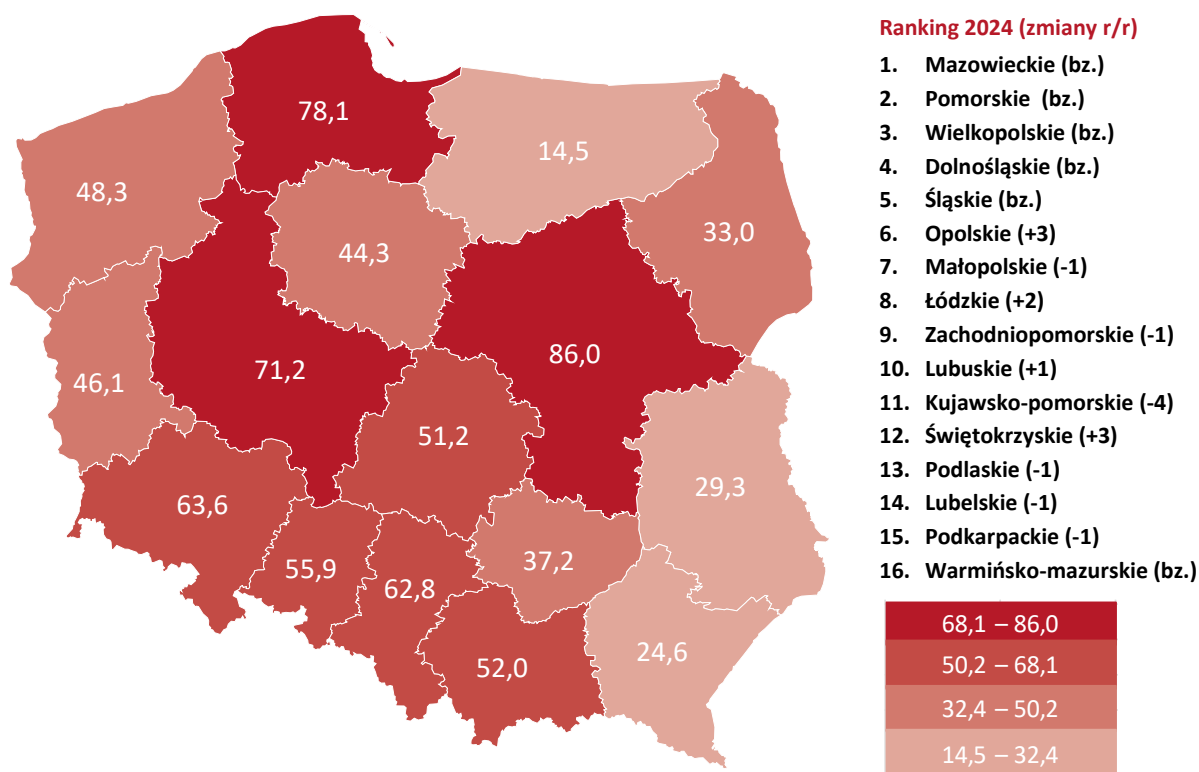 78,1
14,5
48,3
33,0
44,3
86,0
71,2
46,1
51,2
29,3
63,6
55,9
37,2
62,8
52,0
24,6
Ranking 2024 (zmiany r/r)
1. Mazowieckie (bz.)
2. Pomorskie (bz.)
3. Wielkopolskie (bz.)
4. Dolnośląskie (bz.)
5. Śląskie (bz.)
6. Opolskie (+3)
7. Małopolskie (-1)
8. Łódzkie (+2)
9. Zachodniopomorskie (-1)
10. Lubuskie (+1)
11. Kujawsko-pomorskie (-4)
12. Świętokrzyskie (+3)
13. Podlaskie (-1)
14. Lubelskie (-1)
15. Podkarpackie (-1)
16. Warmińsko-mazurskie (bz.)
68,1 – 86,0
50,2 – 68,1
32,4 – 50,2
14,5 – 32,4